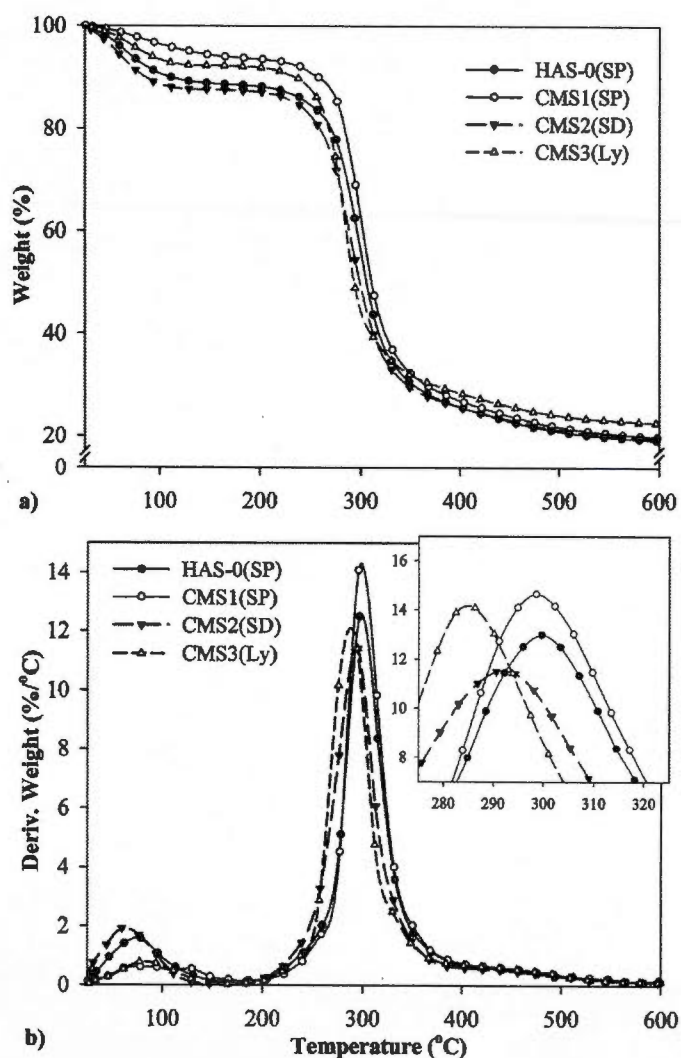 100
80
60
40
20
0
Weight (%)
HAS-0(SP)
CMS1(SP)
CMS2(SD)
CMS3(Ly)
100 200 300 400 500 600
a)
14
12
10
8
6
4
2
0
Deriv. Weight (%/°C)
HAS-0(SP)
CMS1(SP)
CMS2(SD)
CMS3(Ly)
16
14
12
10
8
280 290 300 310 320
100 200 300 400 500 600
b)
Temperature (°C)